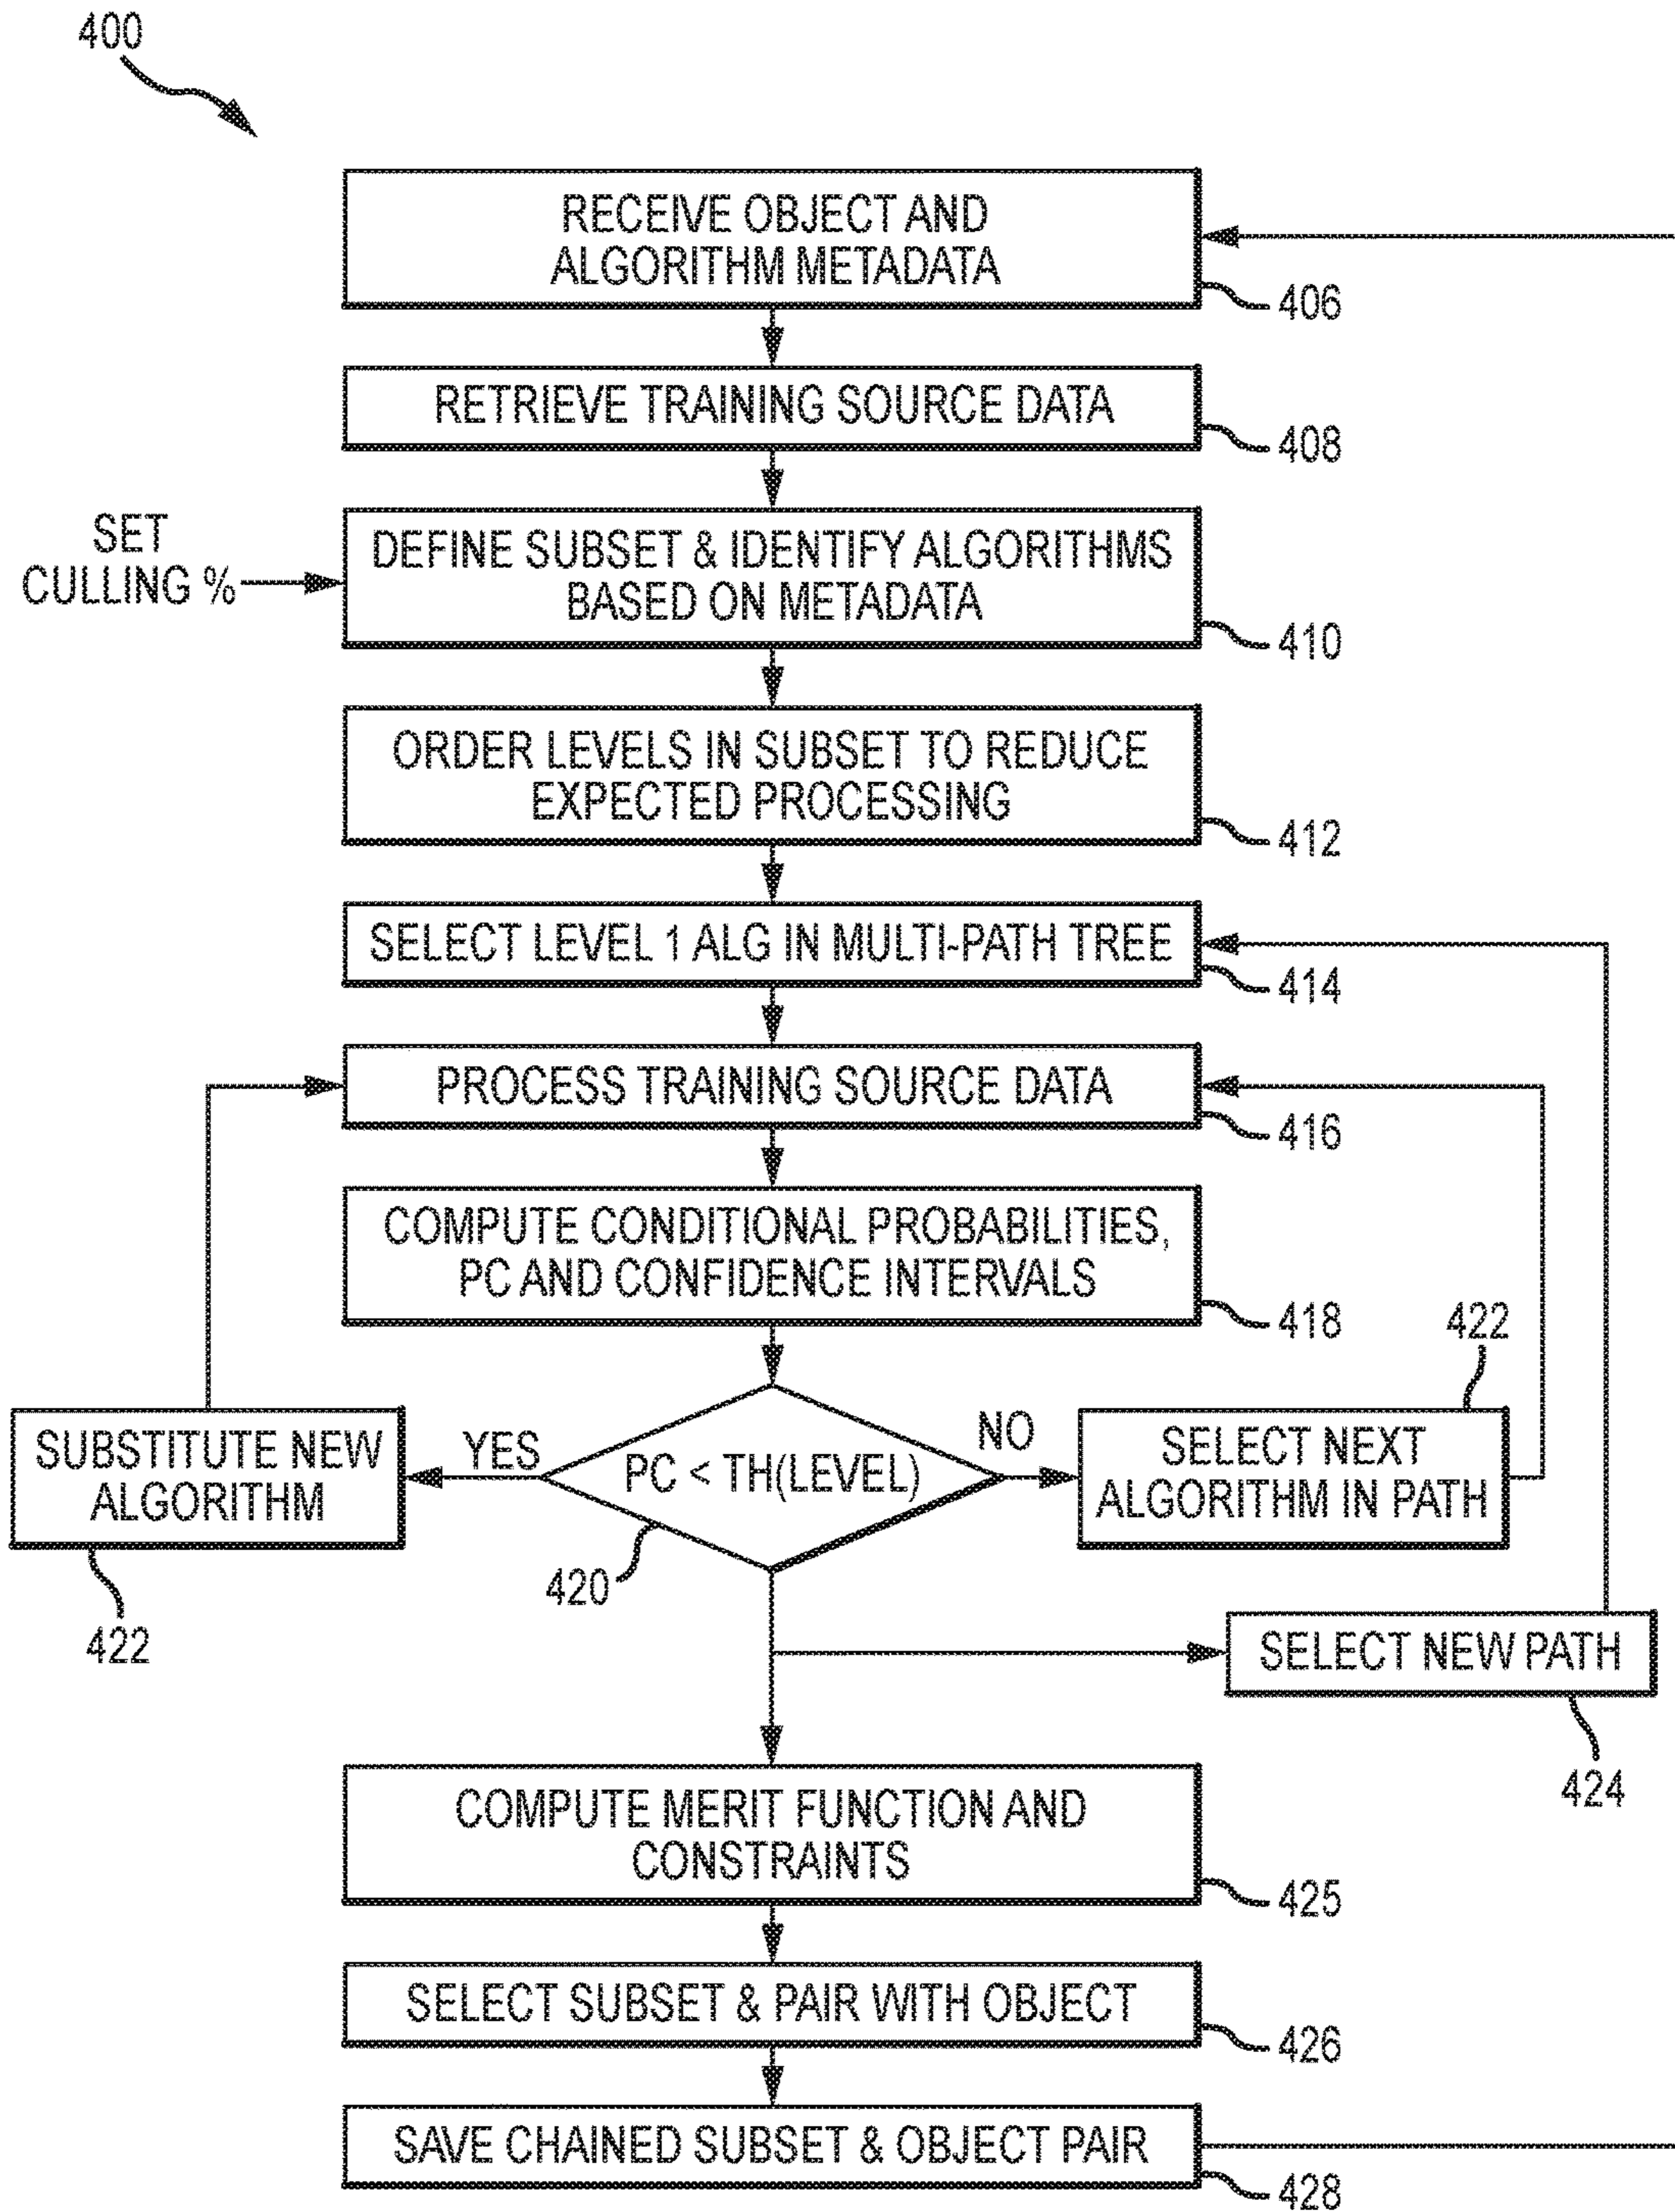 400
RECEIVE OBJECT AND
ALGORITHM METADATA
406
RETRIEVE TRAINING SOURCE DATA
408
SET
CULLING %
DEFINE SUBSET & IDENTIFY ALGORITHMS
BASED ON METADATA
410
ORDER LEVELS IN SUBSET TO REDUCE
EXPECTED PROCESSING
412
SELECT LEVEL 1 ALG IN MULTI-PATH TREE
414
PROCESS TRAINING SOURCE DATA
416
COMPUTE CONDITIONAL PROBABILITIES,
PC AND CONFIDENCE INTERVALS
418
422
SUBSTITUTE NEW
ALGORITHM
YES
PC < TH(LEVEL)
NO
SELECT NEXT
ALGORITHM IN PATH
420
422
SELECT NEW PATH
424
COMPUTE MERIT FUNCTION AND
CONSTRAINTS
425
SELECT SUBSET & PAIR WITH OBJECT
426
SAVE CHAINED SUBSET & OBJECT PAIR
428